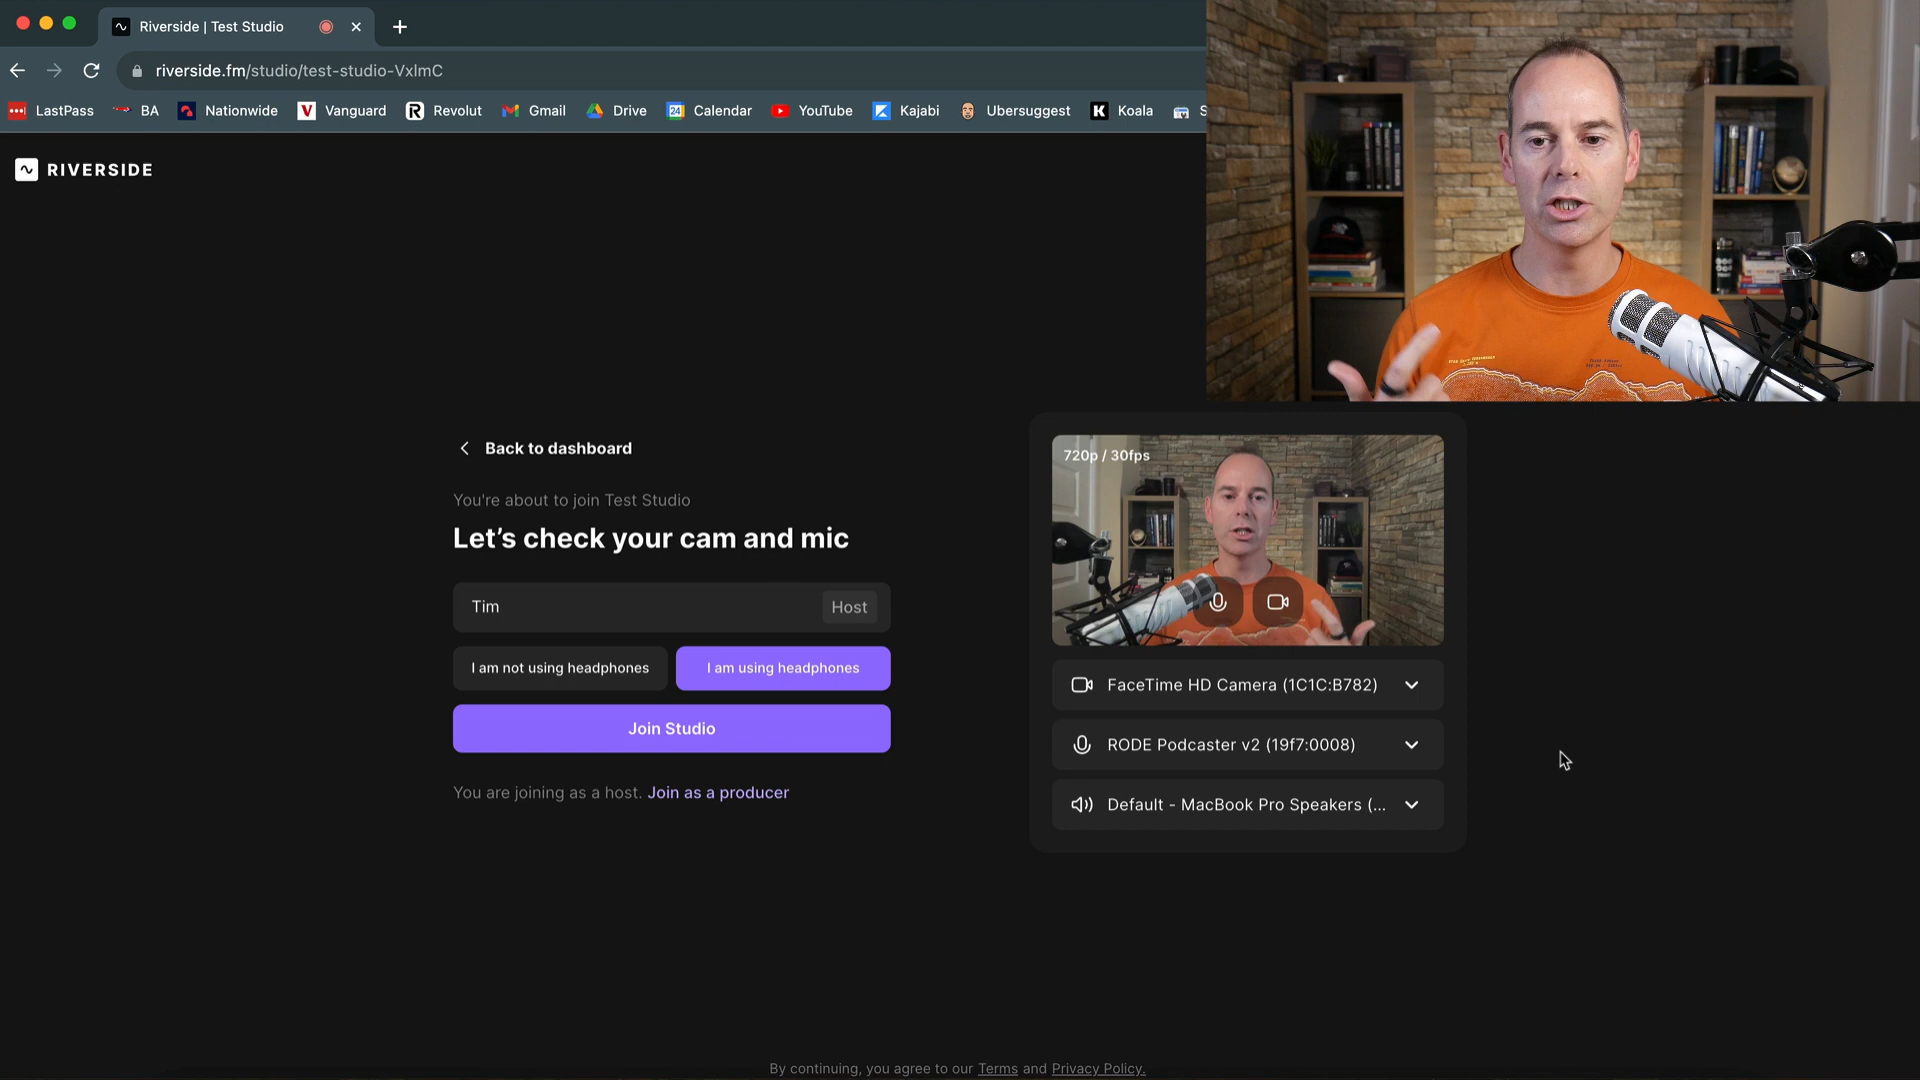 Riverside | Test Studio
riverside.fm/studio/test-studio-VxlmC
LastPass BA Nationwide Vanguard Revolut Gmail Drive 24 Calendar YouTube Kajabi Ubersuggest Koala S
RIVERSIDE
Back to dashboard
You're about to join Test Studio
Let's check your cam and mic
Tim Host
I am not using headphones I am using headphones
Join Studio
You are joining as a host. Join as a producer
720p / 30fps
FaceTime HD Camera (1C1C:B782)
RODE Podcaster v2 (19f7:0008)
Default - MacBook Pro Speakers (...
By continuing, you agree to our Terms and Privacy Policy.